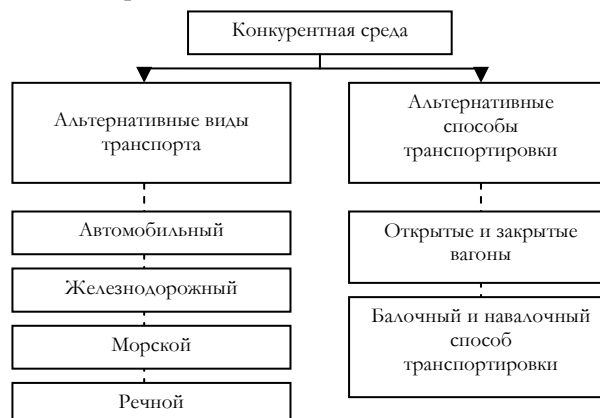 Конкурентная среда
Альтернативные виды
транспорта
Автомобильный
Железнодорожный
Морской
Речной
Альтернативные
способы
транспортировки
Открытые и закрытые
вагоны
Балочный и навалочный
способ
транспортировки